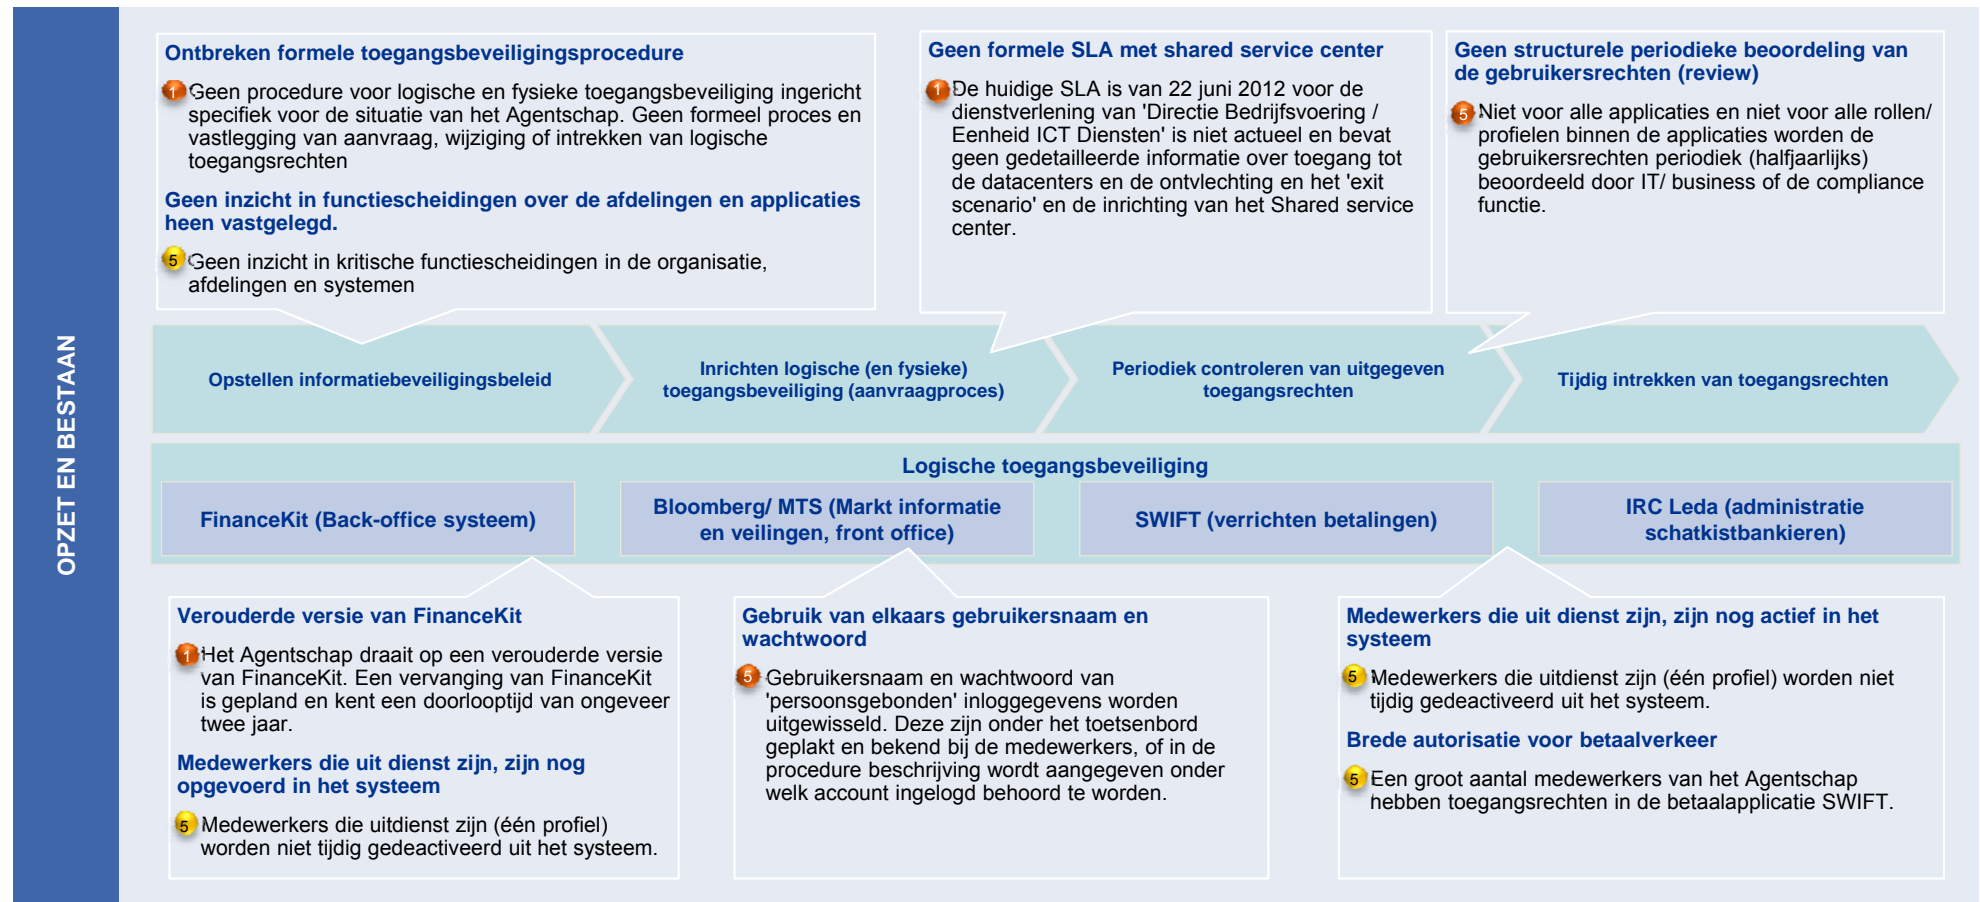 OPZET EN BESTAAN
Ontbreken formele toegangsbeveiligingsprocedure
1 Geen procedure voor logische en fysieke toegangsbeveiliging ingericht
specifiek voor de situatie van het Agentschap. Geen formeel proces en
vastlegging van aanvraag, wijziging of intrekken van logische
toegangsrechten
Geen inzicht in functiescheidingen over de afdelingen en applicaties
heen vastgelegd.
5 Geen inzicht in kritische functiescheidingen in de organisatie,
afdelingen en systemen
Geen formele SLA met shared service center
1 De huidige SLA is van 22 juni 2012 voor de
dienstverlening van 'Directie Bedrijfsvoering /
Eenheid ICT Diensten' is niet actueel en bevat
geen gedetailleerde informatie over toegang tot
de datacenters en de ontvlechting en het 'exit
scenario' en de inrichting van het Shared service
center.
Geen structurele periodieke beoordeling van
de gebruikersrechten (review)
5 Niet voor alle applicaties en niet voor alle rollen/
profielen binnen de applicaties worden de
gebruikersrechten periodiek (halfjaarlijks)
beoordeeld door IT/ business of de compliance
functie.
Opstellen informatiebeveiligingsbeleid
Inrichten logische (en fysieke)
toegangsbeveiliging (aanvraagproces)
Periodiek controleren van uitgegeven
toegangsrechten
Tijdig intrekken van toegangsrechten
Logische toegangsbeveiliging
FinanceKit (Back-office systeem)
Bloomberg/ MTS (Markt informatie
en veilingen, front office)
SWIFT (verrichten betalingen)
IRC Leda (administratie
schatkistbankieren)
Verouderde versie van FinanceKit
1 Het Agentschap draait op een verouderde versie
van FinanceKit. Een vervanging van FinanceKit
is gepland en kent een doorlooptijd van ongeveer
twee jaar.
Medewerkers die uit dienst zijn, zijn nog
opgevoerd in het systeem
5 Medewerkers die uitdienst zijn (één profiel)
worden niet tijdig gedeactiveerd uit het systeem.
Gebruik van elkaars gebruikersnaam en
wachtwoord
5 Gebruikersnaam en wachtwoord van
'persoonsgebonden' inloggegevens worden
uitgewisseld. Deze zijn onder het toetsenbord
geplakt en bekend bij de medewerkers, of in de
procedure beschrijving wordt aangegeven onder
welk account ingelogd behoord te worden.
Medewerkers die uit dienst zijn, zijn nog actief in het
systeem
5 Medewerkers die uitdienst zijn (één profiel) worden niet
tijdig gedeactiveerd uit het systeem.
Brede autorisatie voor betaalverkeer
5 Een groot aantal medewerkers van het Agentschap
hebben toegangsrechten in de betaalapplicatie SWIFT.